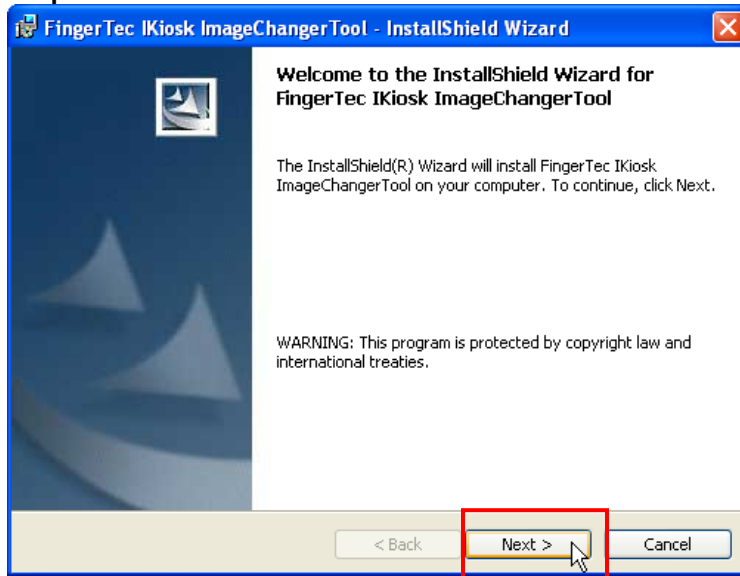 FingerTec IKiosk ImageChangerTool - InstallShield Wizard
Welcome to the InstallShield Wizard for
FingerTec IKiosk ImageChangerTool
The InstallShield(R) Wizard will install FingerTec IKiosk
ImageChangerTool on your computer. To continue, click Next.
WARNING: This program is protected by copyright law and
international treaties.
< Back Next > Cancel